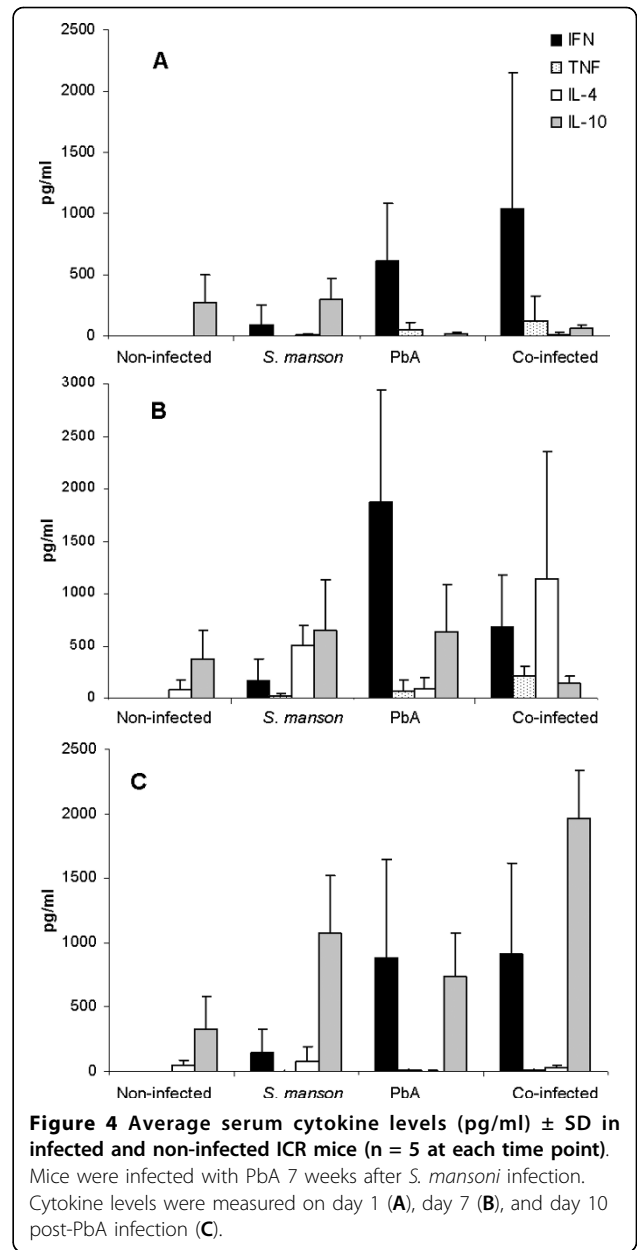 A
IFN
TNF
IL-4
IL-10
pg/ml
2500
2000
1500
1000
500
0
Non-infected S. manson PbA Co-infected
B
pg/ml
3000
2500
2000
1500
1000
500
0
Non-infected S. manson PbA Co-infected
C
pg/ml
2500
2000
1500
1000
500
0
Non-infected S. manson PbA Co-infected
Figure 4 Average serum cytokine levels (pg/ml) ± SD in
infected and non-infected ICR mice (n = 5 at each time point).
Mice were infected with PbA 7 weeks after S. mansoni infection.
Cytokine levels were measured on day 1 (A), day 7 (B), and day 10
post-PbA infection (C).